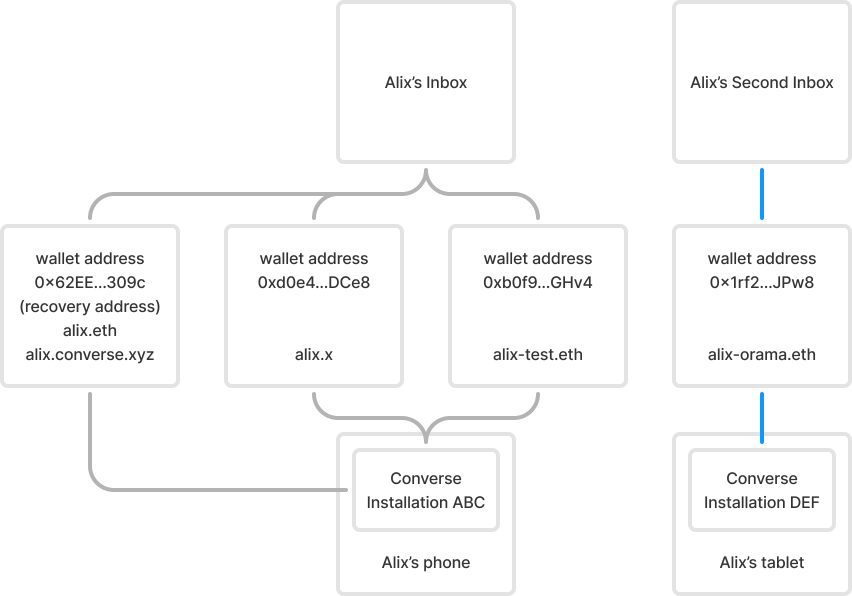 Alix’s Inbox
Alix’s Second Inbox
wallet address
0×62EE...309c
(recovery address)
alix.eth
alix.converse.xyz
wallet address
0xd0e4...DCe8
alix.x
wallet address
0xb0f9...GHv4
alix-test.eth
wallet address
0×1rf2...JPw8
alix-orama.eth
Converse
Installation ABC
Alix’s phone
Converse
Installation DEF
Alix’s tablet